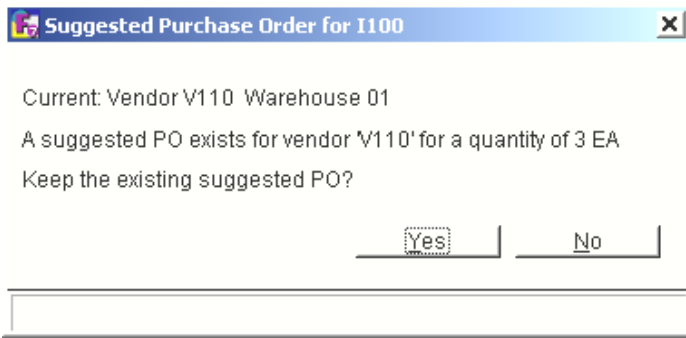 Suggested Purchase Order for I100
Current: Vendor V110 Warehouse 01
A suggested PO exists for vendor 'V110' for a quantity of 3 EA
Keep the existing suggested PO?
Yes No